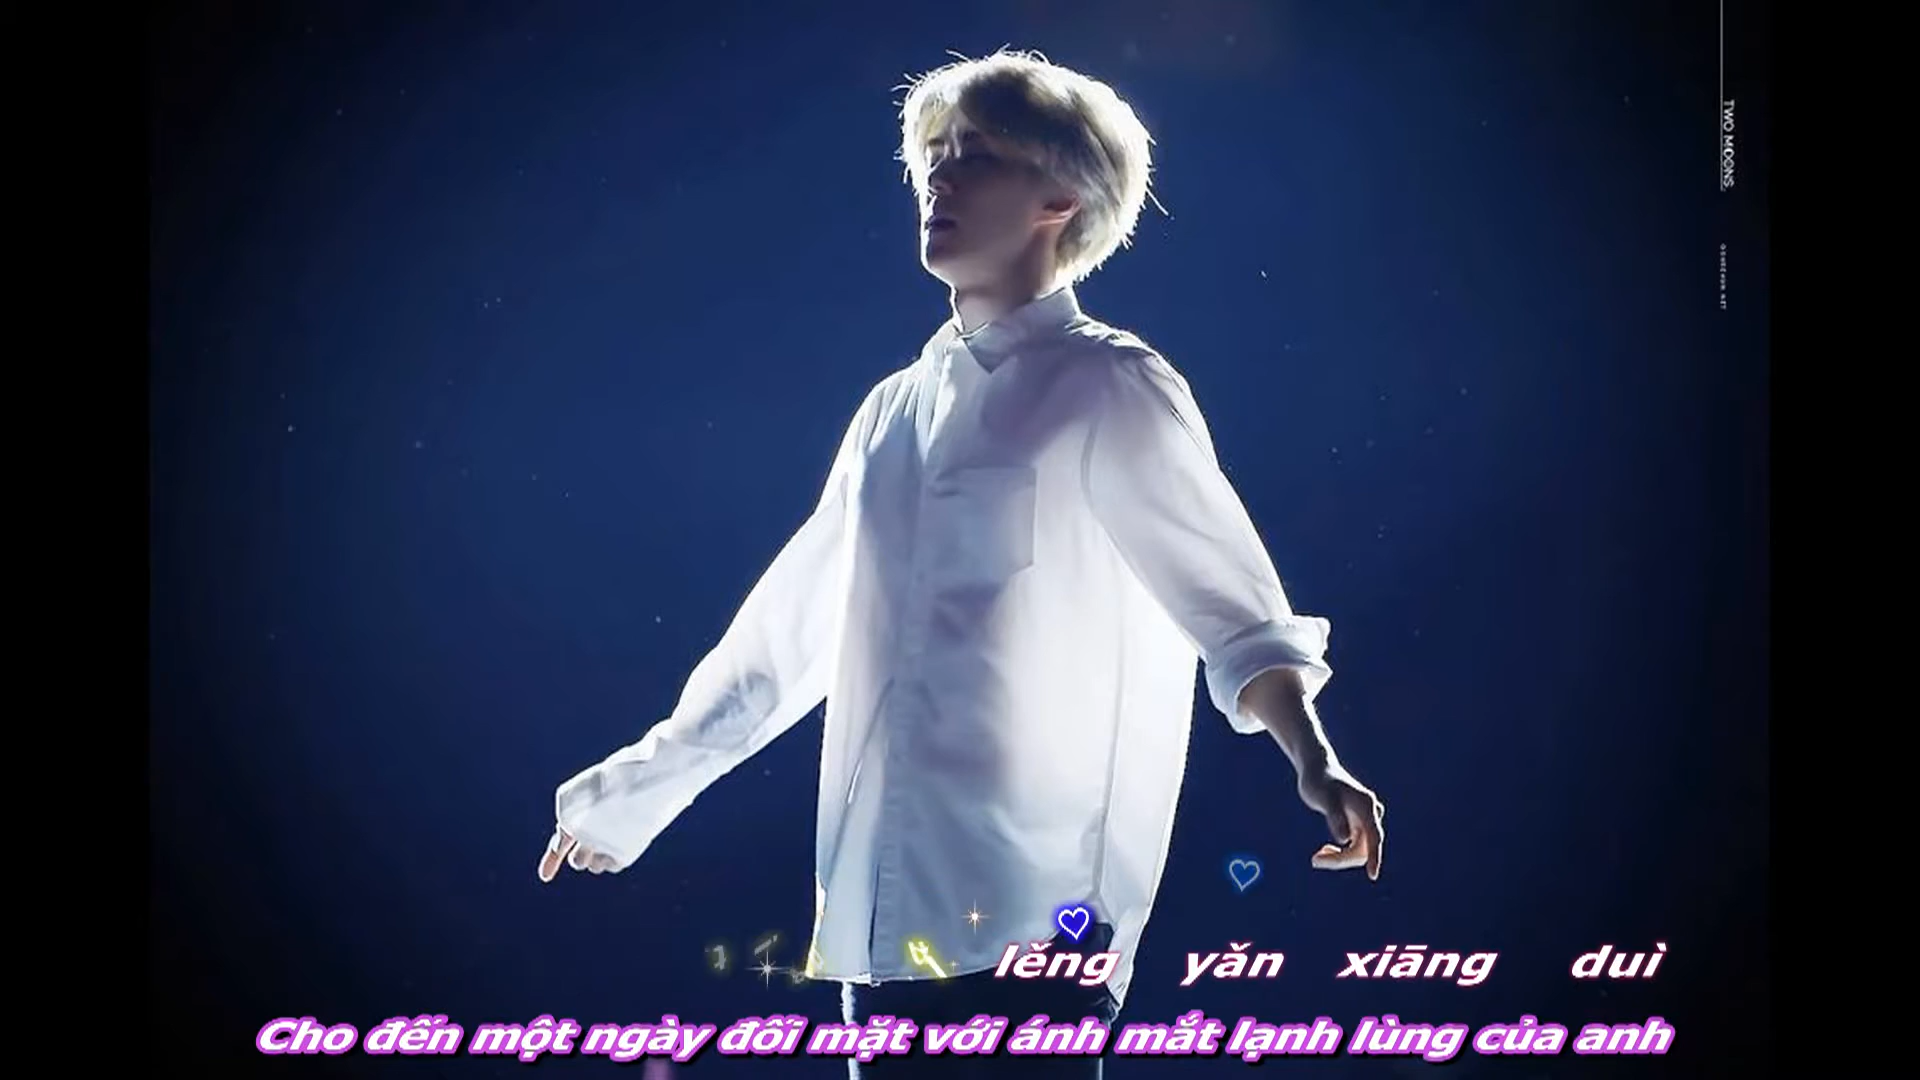 TWO MOONS
lěng yǎn xiāng duì
Cho đến một ngày đối mặt với ánh mắt lạnh lùng của anh